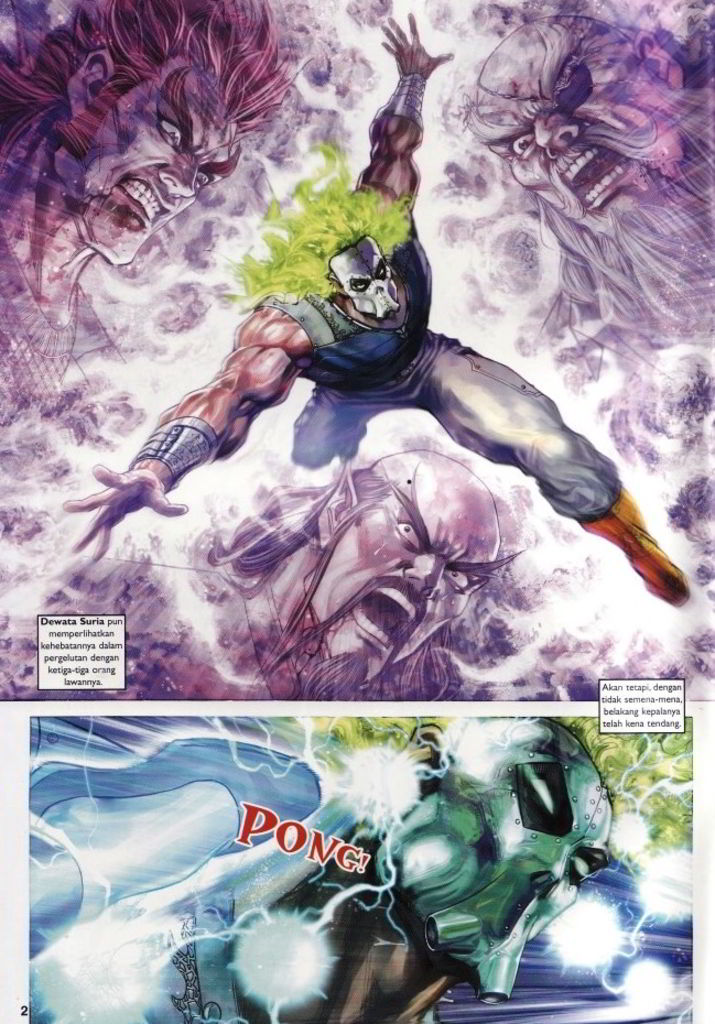 Dewata Suria pun
memperlihatkan
kehebatannya dalam
pergelutan dengan
ketiga-tiga orang
lawannya.
Akan tetapi, dengan
tidak semena-mena,
belakang kepalanya
telah kena tendang.
PONG!
2